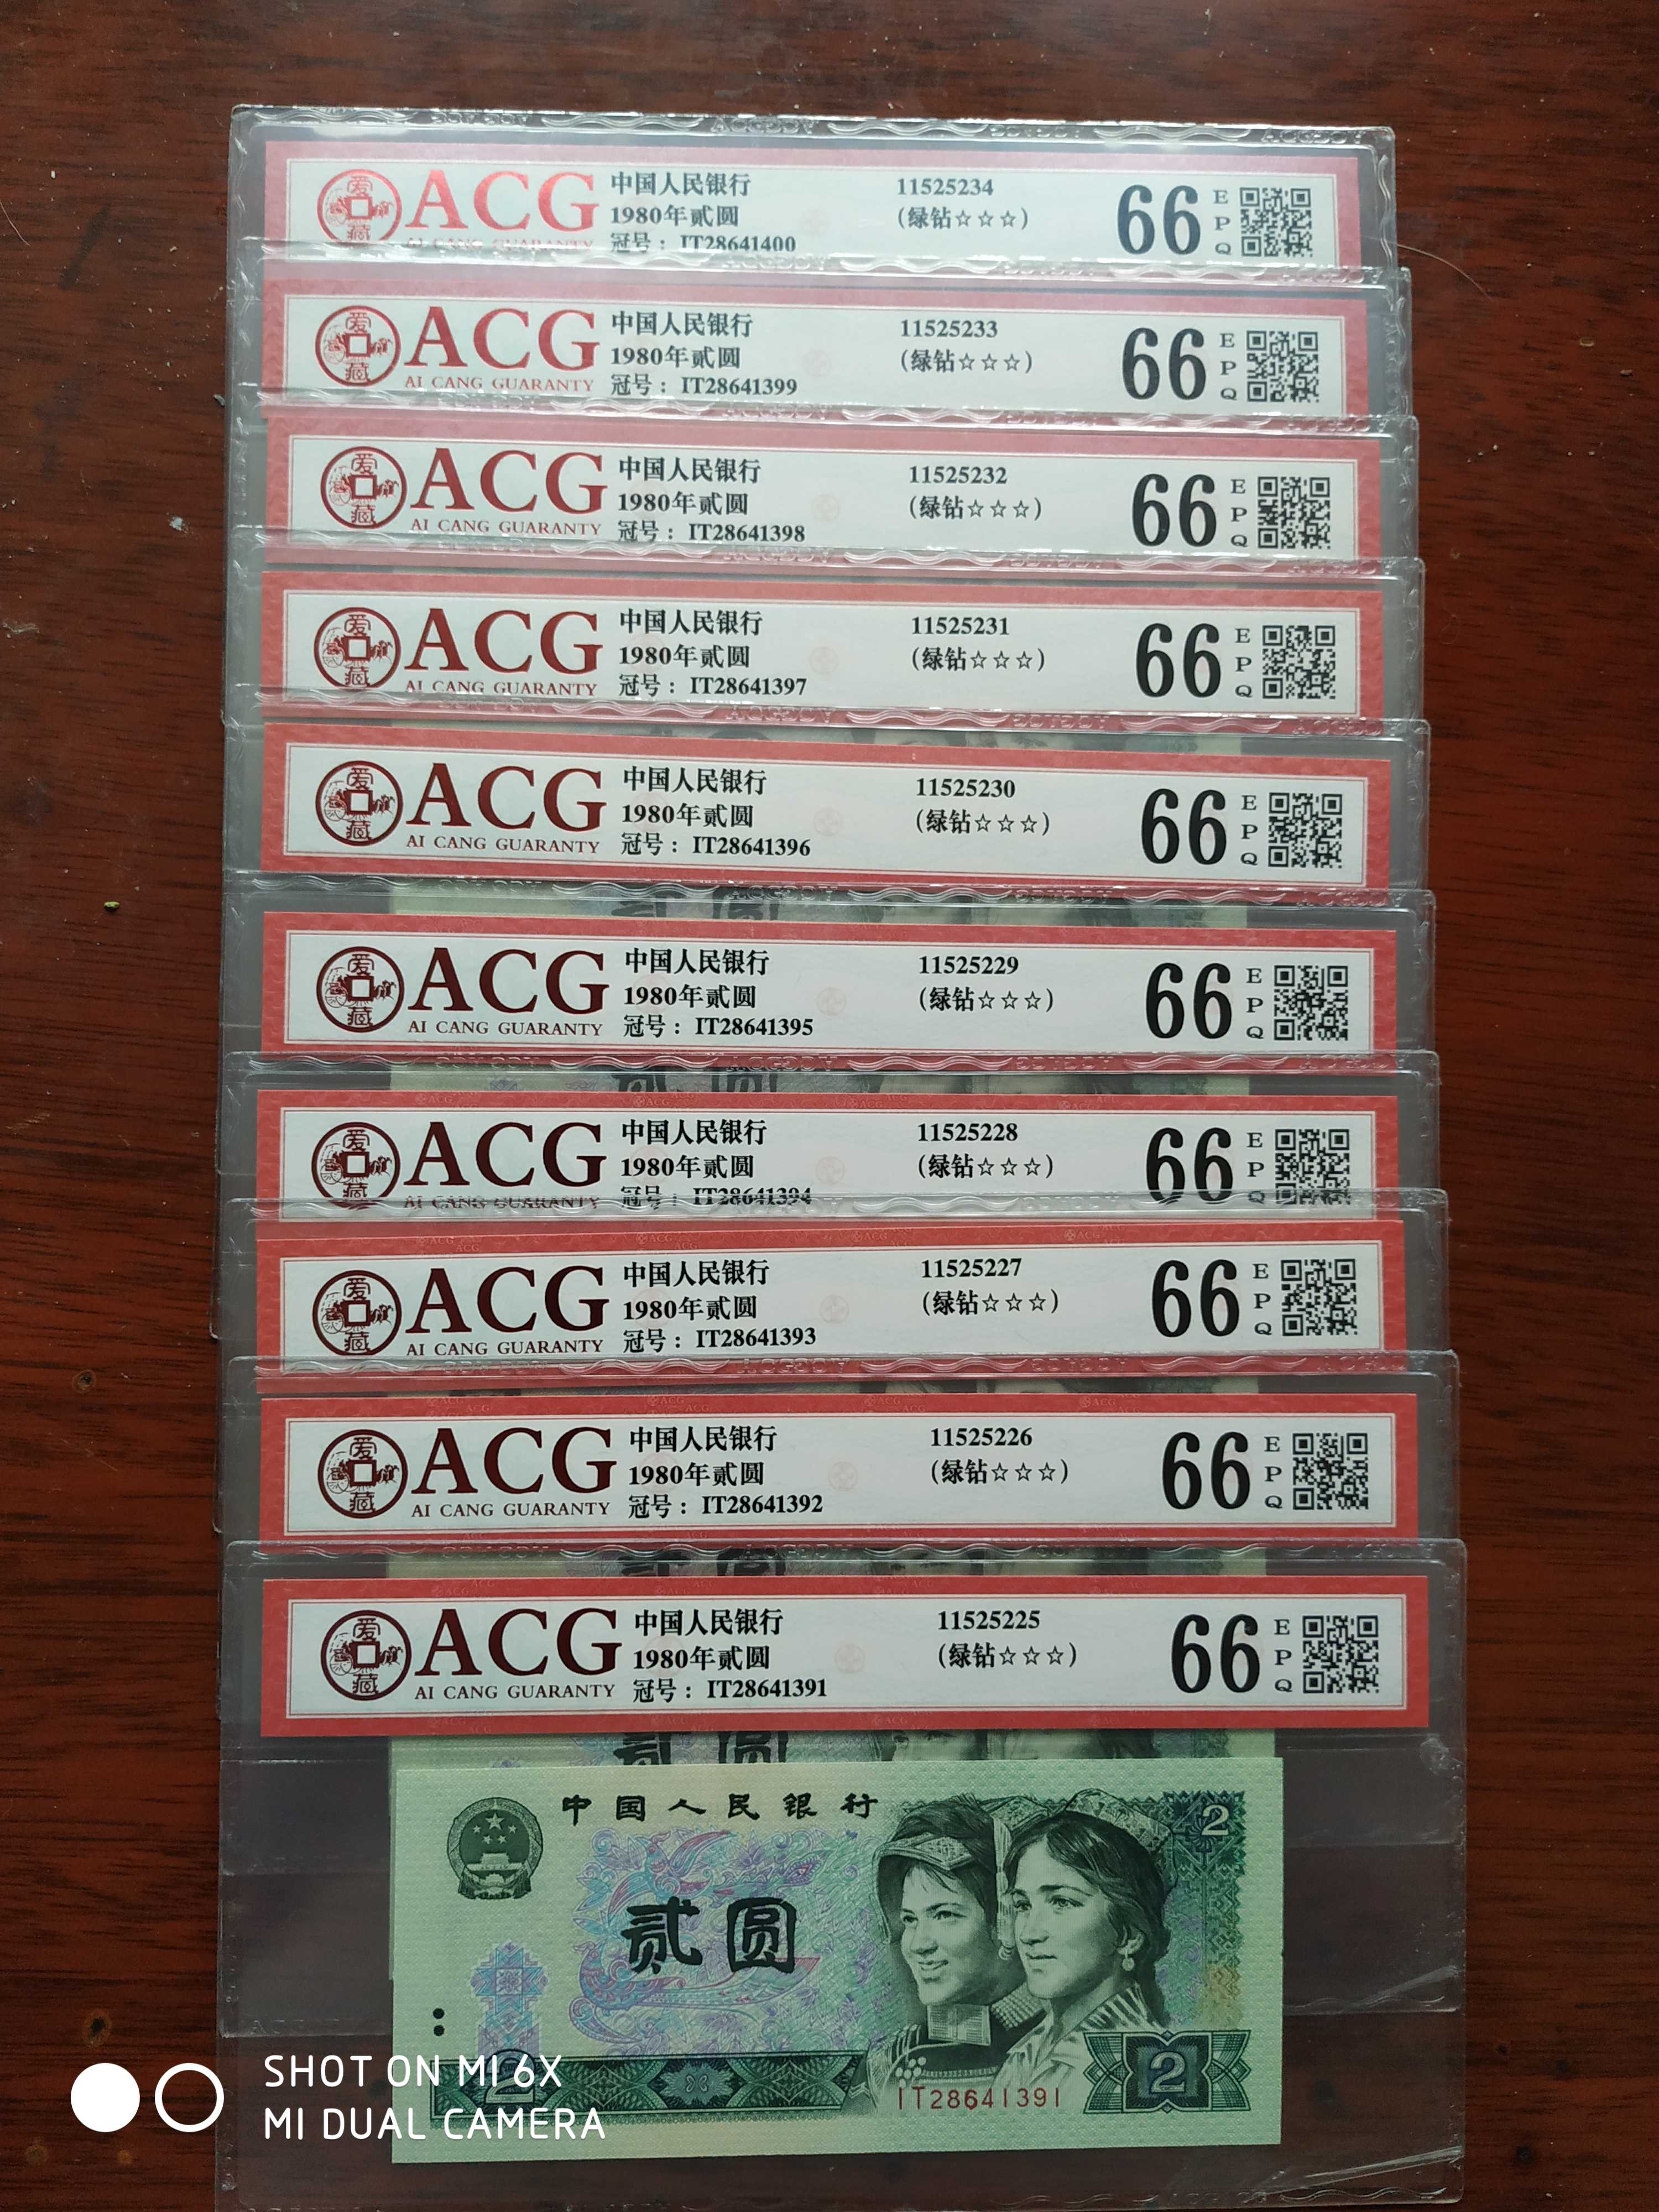 ACG
AI CANG GUARANTY
中国人民银行
1980年贰圆
冠号： IT28641400
11525234
(绿钻☆☆☆)
66
EPQ
ACG
AI CANG GUARANTY
中国人民银行
1980年贰圆
冠号： IT28641399
11525233
(绿钻☆☆☆)
66
EPQ
ACG
AI CANG GUARANTY
中国人民银行
1980年贰圆
冠号： IT28641398
11525232
(绿钻☆☆☆)
66
EPQ
ACG
AI CANG GUARANTY
中国人民银行
1980年贰圆
冠号： IT28641397
11525231
(绿钻☆☆☆)
66
EPQ
ACG
AI CANG GUARANTY
中国人民银行
1980年贰圆
冠号： IT28641396
11525230
(绿钻☆☆☆)
66
EPQ
ACG
AI CANG GUARANTY
中国人民银行
1980年贰圆
冠号： IT28641395
11525229
(绿钻☆☆☆)
66
EPQ
ACG
AI CANG GUARANTY
中国人民银行
1980年贰圆
冠号： IT28641394
11525228
(绿钻☆☆☆)
66
EPQ
ACG
AI CANG GUARANTY
中国人民银行
1980年贰圆
冠号： IT28641393
11525227
(绿钻☆☆☆)
66
EPQ
ACG
AI CANG GUARANTY
中国人民银行
1980年贰圆
冠号： IT28641392
11525226
(绿钻☆☆☆)
66
EPQ
ACG
AI CANG GUARANTY
中国人民银行
1980年贰圆
冠号： IT28641391
11525225
(绿钻☆☆☆)
66
EPQ
中国人民银行
2
贰圆
2
2
IT28641391
SHOT ON MI 6X
MI DUAL CAMERA